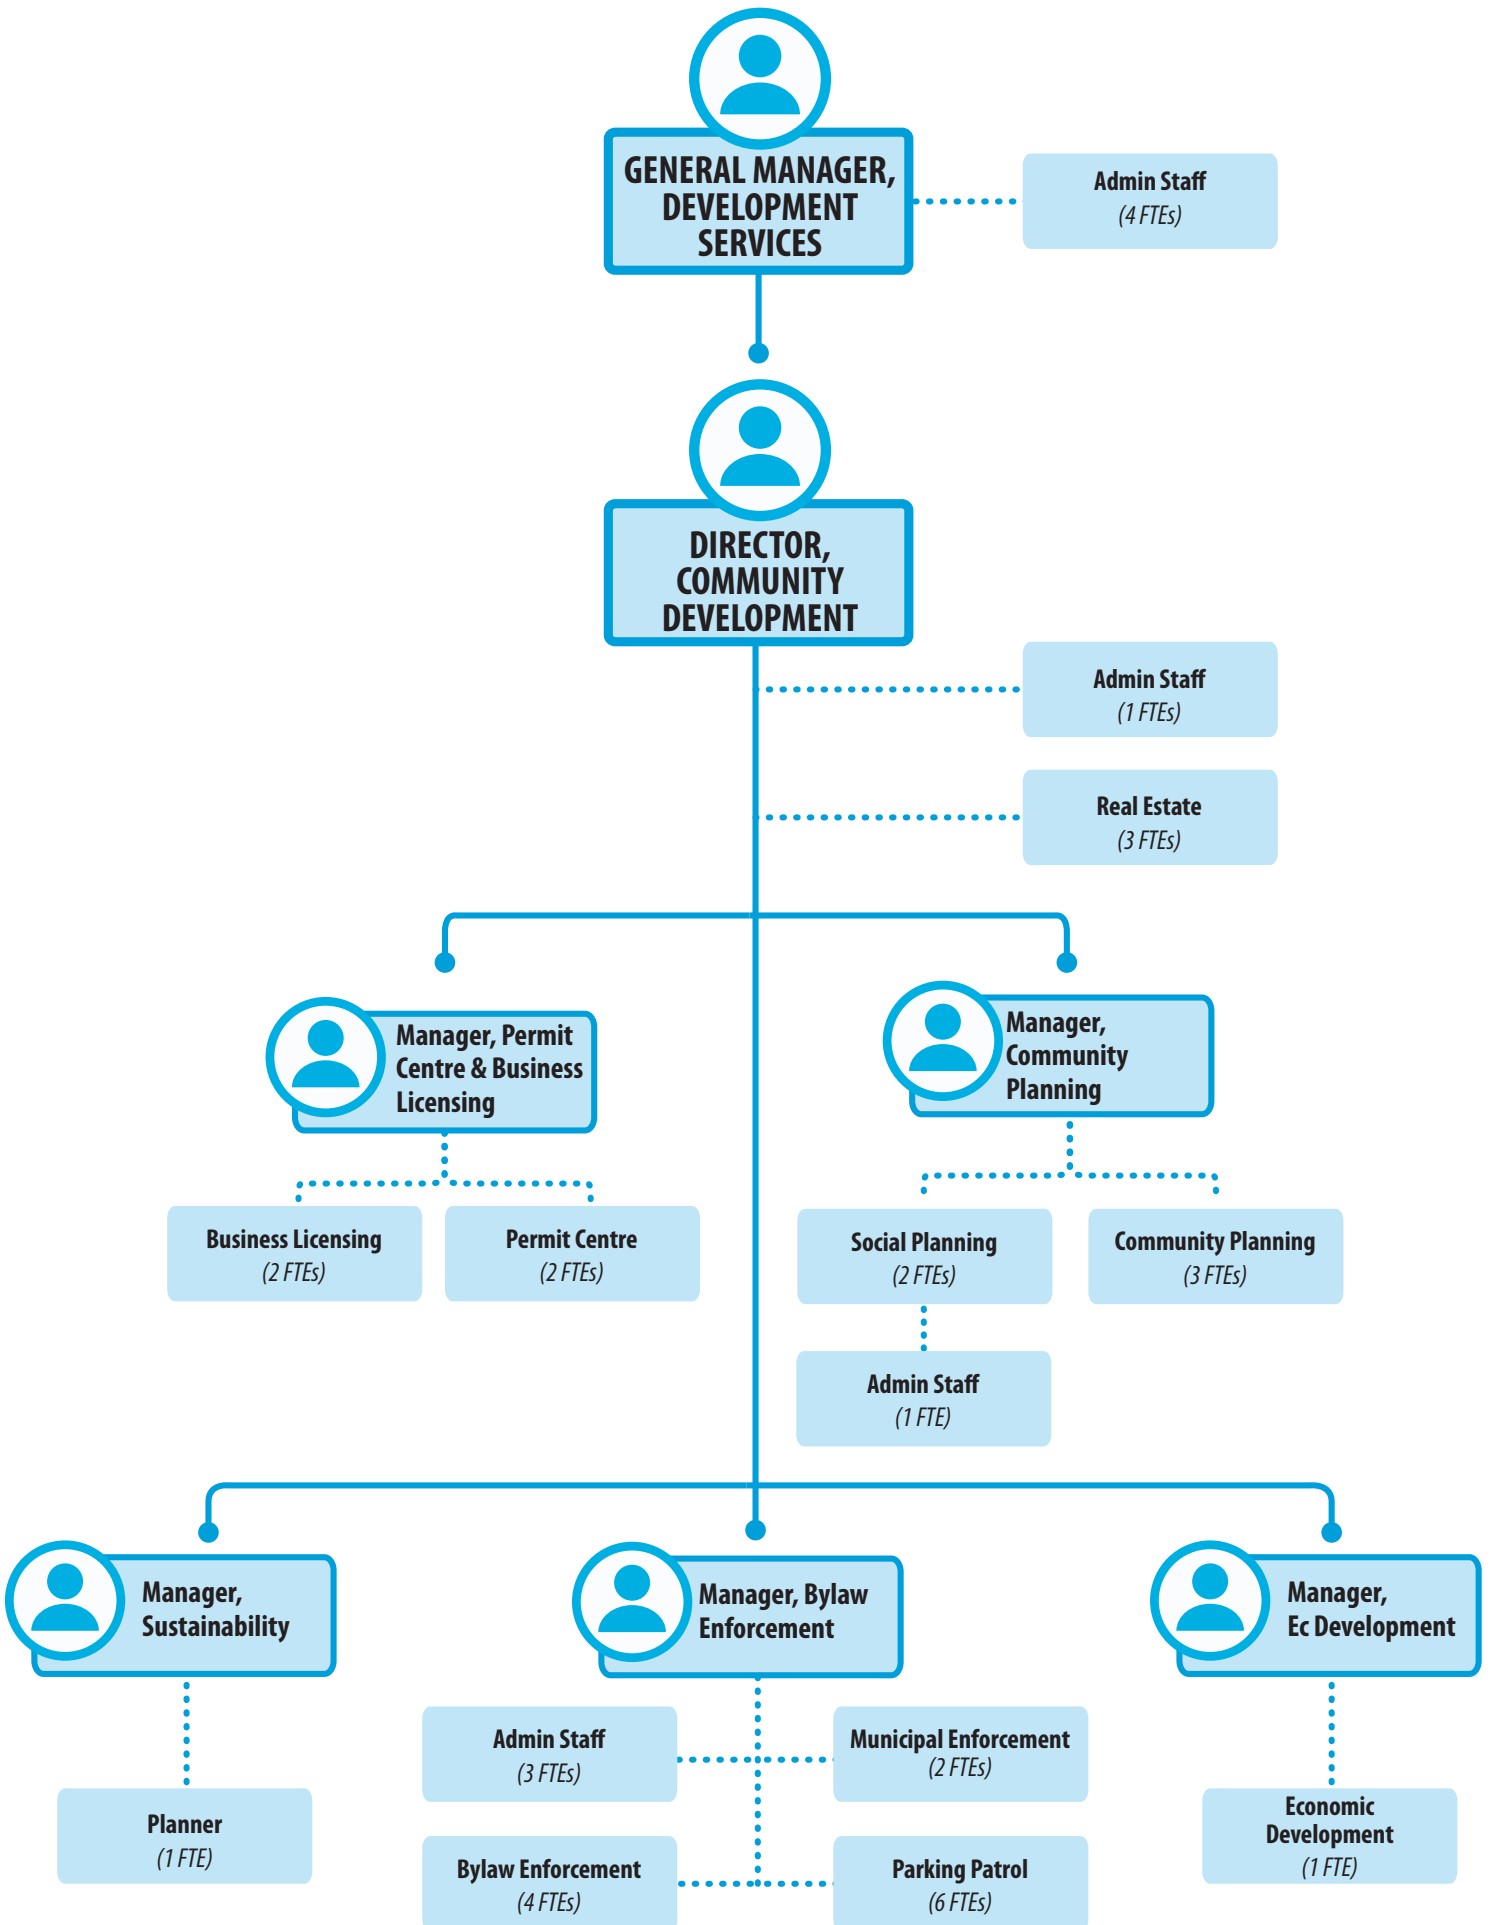 GENERAL MANAGER,
DEVELOPMENT
SERVICES
Admin Staff
(4 FTEs)
DIRECTOR,
COMMUNITY
DEVELOPMENT
Admin Staff
(1 FTEs)
Real Estate
(3 FTEs)
Manager, Permit
Centre & Business
Licensing
Manager,
Community
Planning
Business Licensing
(2 FTEs)
Permit Centre
(2 FTEs)
Social Planning
(2 FTEs)
Community Planning
(3 FTEs)
Admin Staff
(1 FTE)
Manager,
Sustainability
Manager, Bylaw
Enforcement
Manager,
Ec Development
Admin Staff
(3 FTEs)
Municipal Enforcement
(2 FTEs)
Planner
(1 FTE)
Bylaw Enforcement
(4 FTEs)
Parking Patrol
(6 FTEs)
Economic
Development
(1 FTE)